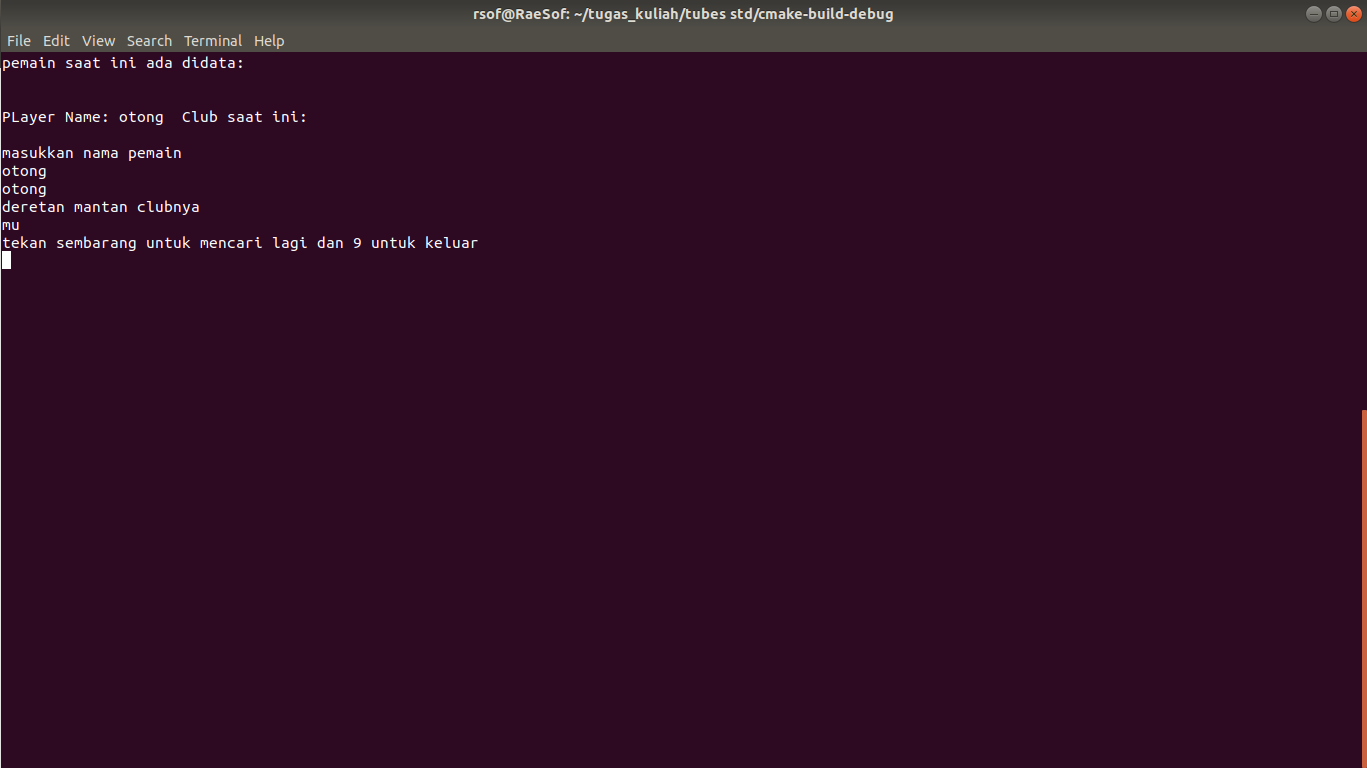 rsof@RaeSof: ~/tugas_kuliah/tubes std/cmake-build-debug
File Edit View Search Terminal Help
pemain saat ini ada didata:
PLayer Name: otong  Club saat ini:
masukkan nama pemain
otong
otong
deretan mantan clubnya
mu
tekan sembarang untuk mencari lagi dan 9 untuk keluar